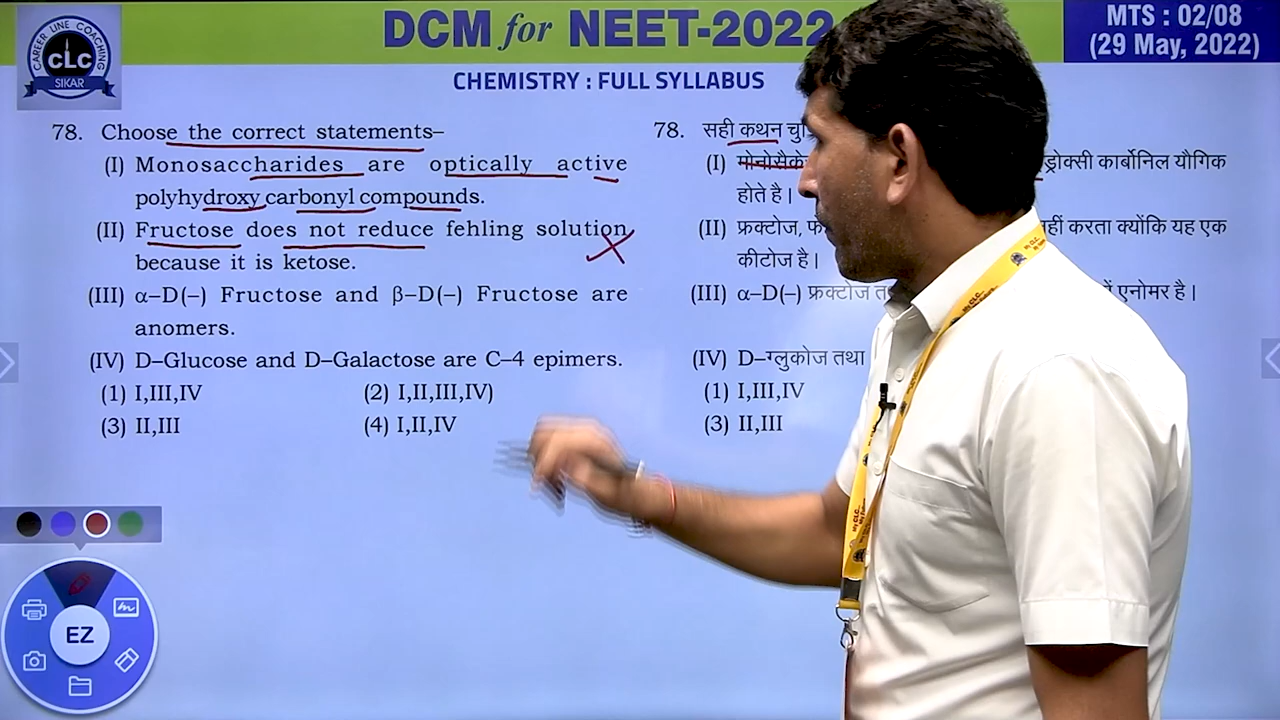 DCM for NEET-2022
MTS : 02/08
(29 May, 2022)
CAREER LINE COACHING
CLC
SIKAR
CHEMISTRY : FULL SYLLABUS
78. Choose the correct statements–
(I) Monosaccharides are optically active
polyhydroxy carbonyl compounds.
(II) Fructose does not reduce fehling solution
because it is ketose.
(III) α–D(–) Fructose and β–D(–) Fructose are
anomers.
(IV) D–Glucose and D–Galactose are C–4 epimers.
(1) I,III,IV (2) I,II,III,IV)
(3) II,III (4) I,II,IV
78. सही कथन
(I) कार्बोनिल यौगिक
होते है।
(II) फ्रक्टोज, नहीं करता क्योंकि यह एक
कीटोज है।
(III) α–D(–) फ्रक्टोज एनोमर है।
(IV) D–ग्लुकोज तथा
(1) I,III,IV
(3) II,III
EZ